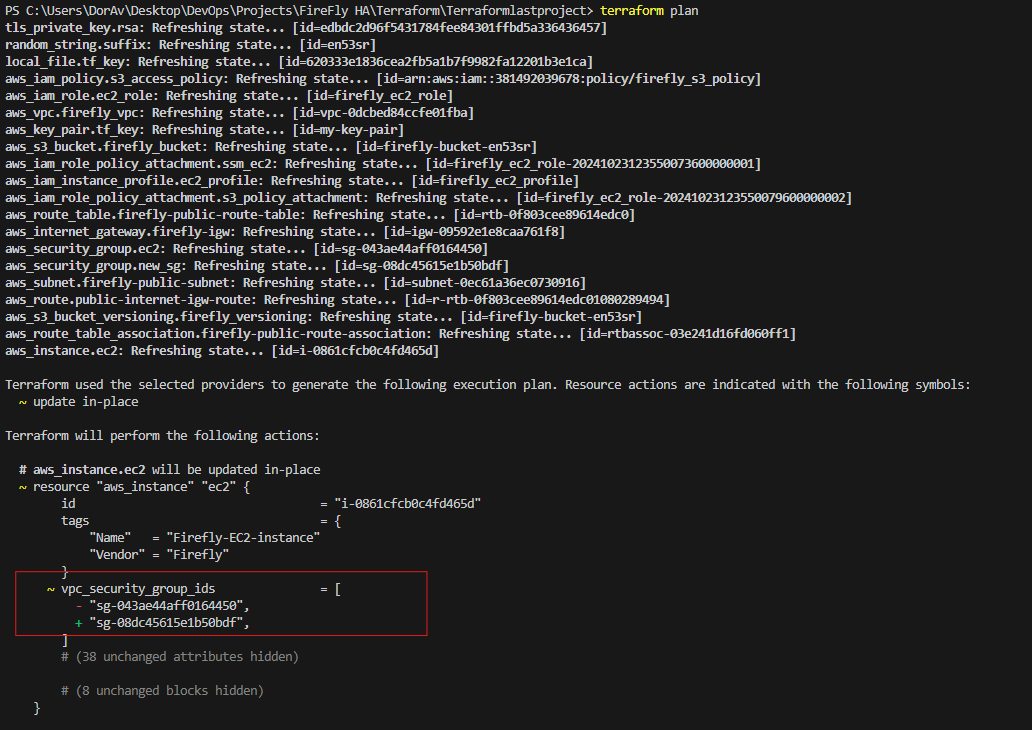 PS C:\Users\DorAv\Desktop\DevOps\Projects\FireFly HA\Terraform\Terraformlastproject> terraform plan
tls_private_key.rsa: Refreshing state... [id=edbdc2d96f5431784fee84301ffbd5a336436457]
random_string.suffix: Refreshing state... [id=en53sr]
local_file.tf_key: Refreshing state... [id=620333e1836cea2fb5a1b7f9982fa12201b3e1ca]
aws_iam_policy.s3_access_policy: Refreshing state... [id=arn:aws:iam::381492039678:policy/firefly_s3_policy]
aws_iam_role.ec2_role: Refreshing state... [id=firefly_ec2_role]
aws_vpc.firefly_vpc: Refreshing state... [id=vpc-0dcbed84ccfe01fba]
aws_key_pair.tf_key: Refreshing state... [id=my-key-pair]
aws_s3_bucket.firefly_bucket: Refreshing state... [id=firefly-bucket-en53sr]
aws_iam_role_policy_attachment.ssm_ec2: Refreshing state... [id=firefly_ec2_role-20241023123550073600000001]
aws_iam_instance_profile.ec2_profile: Refreshing state... [id=firefly_ec2_profile]
aws_iam_role_policy_attachment.s3_policy_attachment: Refreshing state... [id=firefly_ec2_role-20241023123550079600000002]
aws_route_table.firefly-public-route-table: Refreshing state... [id=rtb-0f803cee89614edc0]
aws_internet_gateway.firefly-igw: Refreshing state... [id=igw-09592e1e8caa761f8]
aws_security_group.ec2: Refreshing state... [id=sg-043ae44aff0164450]
aws_security_group.new_sg: Refreshing state... [id=sg-08dc45615e1b50bdf]
aws_subnet.firefly-public-subnet: Refreshing state... [id=subnet-0ec61a36ec0730916]
aws_route.public-internet-igw-route: Refreshing state... [id=r-rtb-0f803cee89614edc01080289494]
aws_s3_bucket_versioning.firefly_versioning: Refreshing state... [id=firefly-bucket-en53sr]
aws_route_table_association.firefly-public-route-association: Refreshing state... [id=rtbassoc-03e241d16fd060ff1]
aws_instance.ec2: Refreshing state... [id=i-0861cfcb0c4fd465d]
Terraform used the selected providers to generate the following execution plan. Resource actions are indicated with the following symbols:
~ update in-place
Terraform will perform the following actions:
# aws_instance.ec2 will be updated in-place
~ resource "aws_instance" "ec2" {
id = "i-0861cfcb0c4fd465d"
tags = {
"Name" = "Firefly-EC2-instance"
"Vendor" = "Firefly"
}
~ vpc_security_group_ids = [
- "sg-043ae44aff0164450",
+ "sg-08dc45615e1b50bdf",
]
# (38 unchanged attributes hidden)
# (8 unchanged blocks hidden)
}